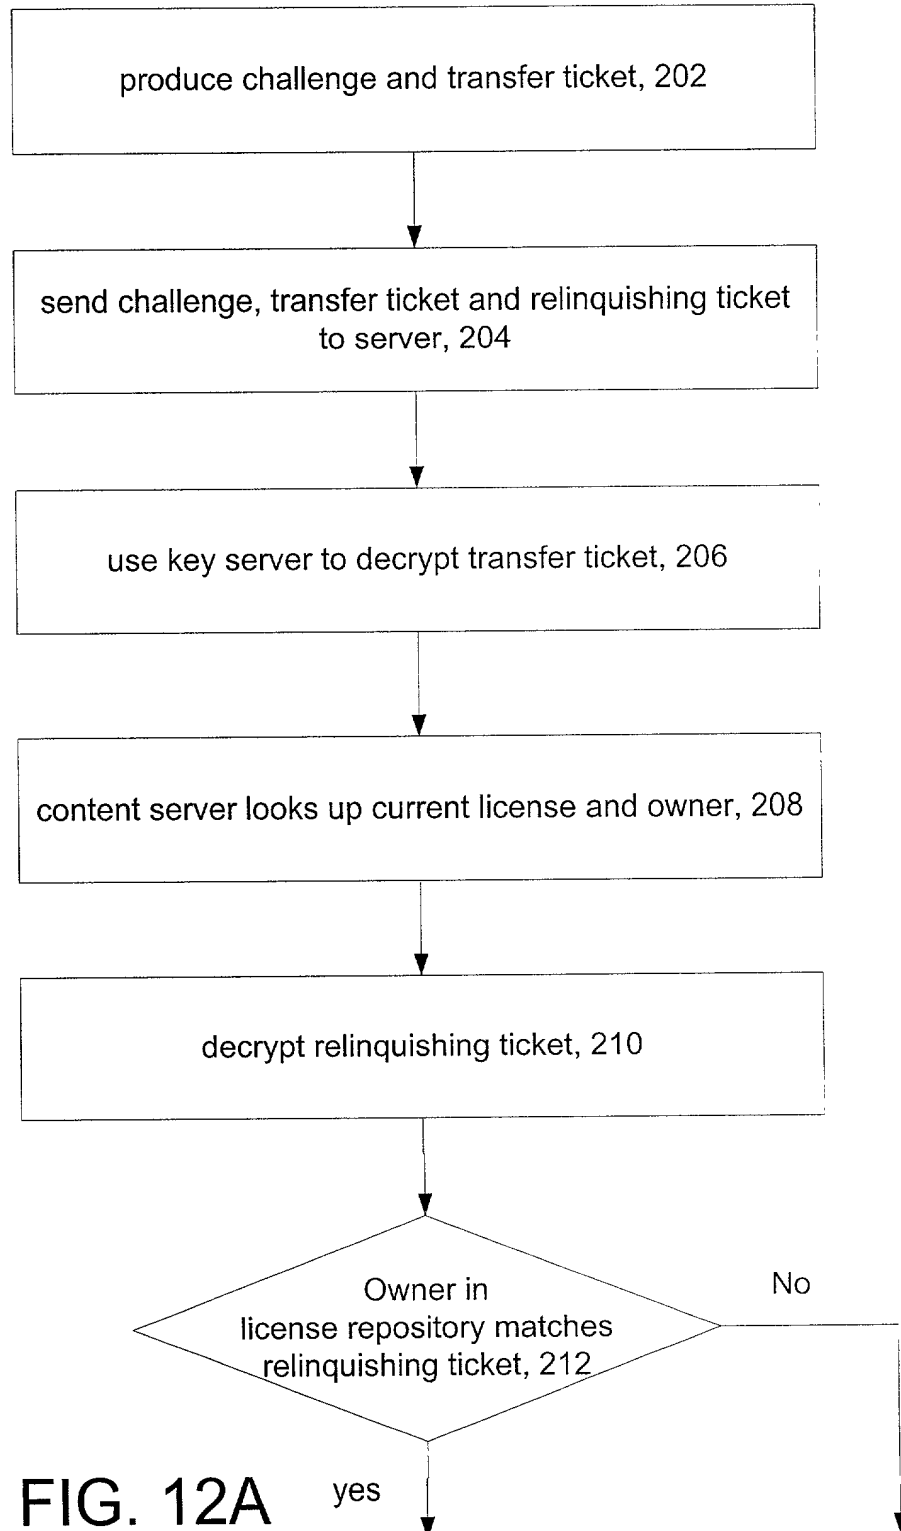 produce challenge and transfer ticket, 202
send challenge, transfer ticket and relinquishing ticket
to server, 204
use key server to decrypt transfer ticket, 206
content server looks up current license and owner, 208
decrypt relinquishing ticket, 210
Owner in
license repository matches
relinquishing ticket, 212
No
yes
FIG. 12A